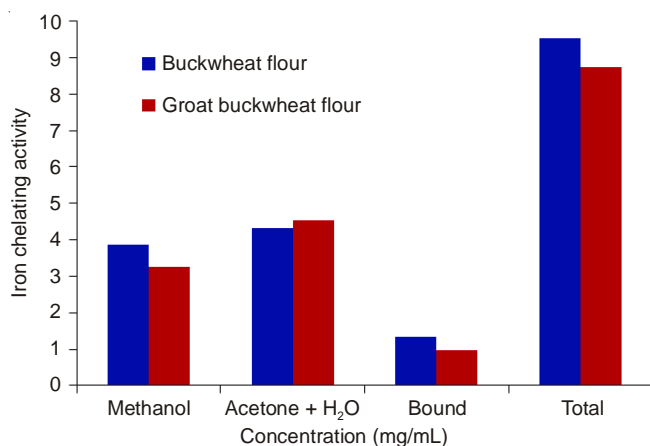 Iron chelating activity
10
9
8
7
6
5
4
3
2
1
0
Buckwheat flour
Groat buckwheat flour
Methanol Acetone + H₂O Bound Total
Concentration (mg/mL)